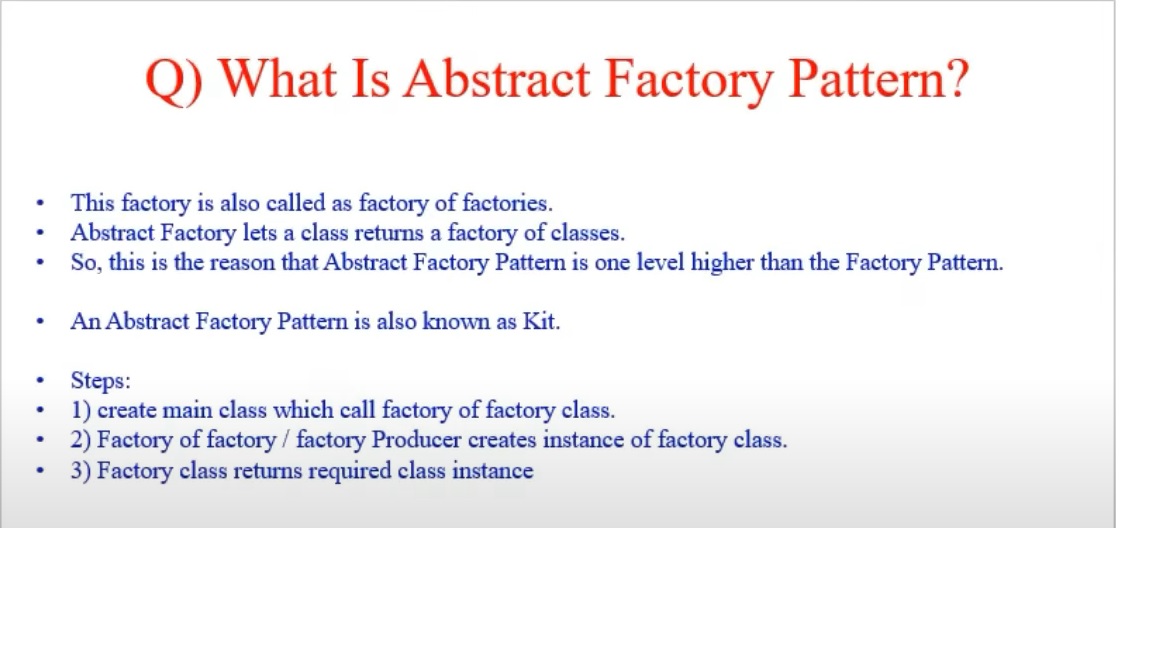 Q) What Is Abstract Factory Pattern?
• This factory is also called as factory of factories.
• Abstract Factory lets a class returns a factory of classes.
• So, this is the reason that Abstract Factory Pattern is one level higher than the Factory Pattern.
• An Abstract Factory Pattern is also known as Kit.
• Steps:
• 1) create main class which call factory of factory class.
• 2) Factory of factory / factory Producer creates instance of factory class.
• 3) Factory class returns required class instance